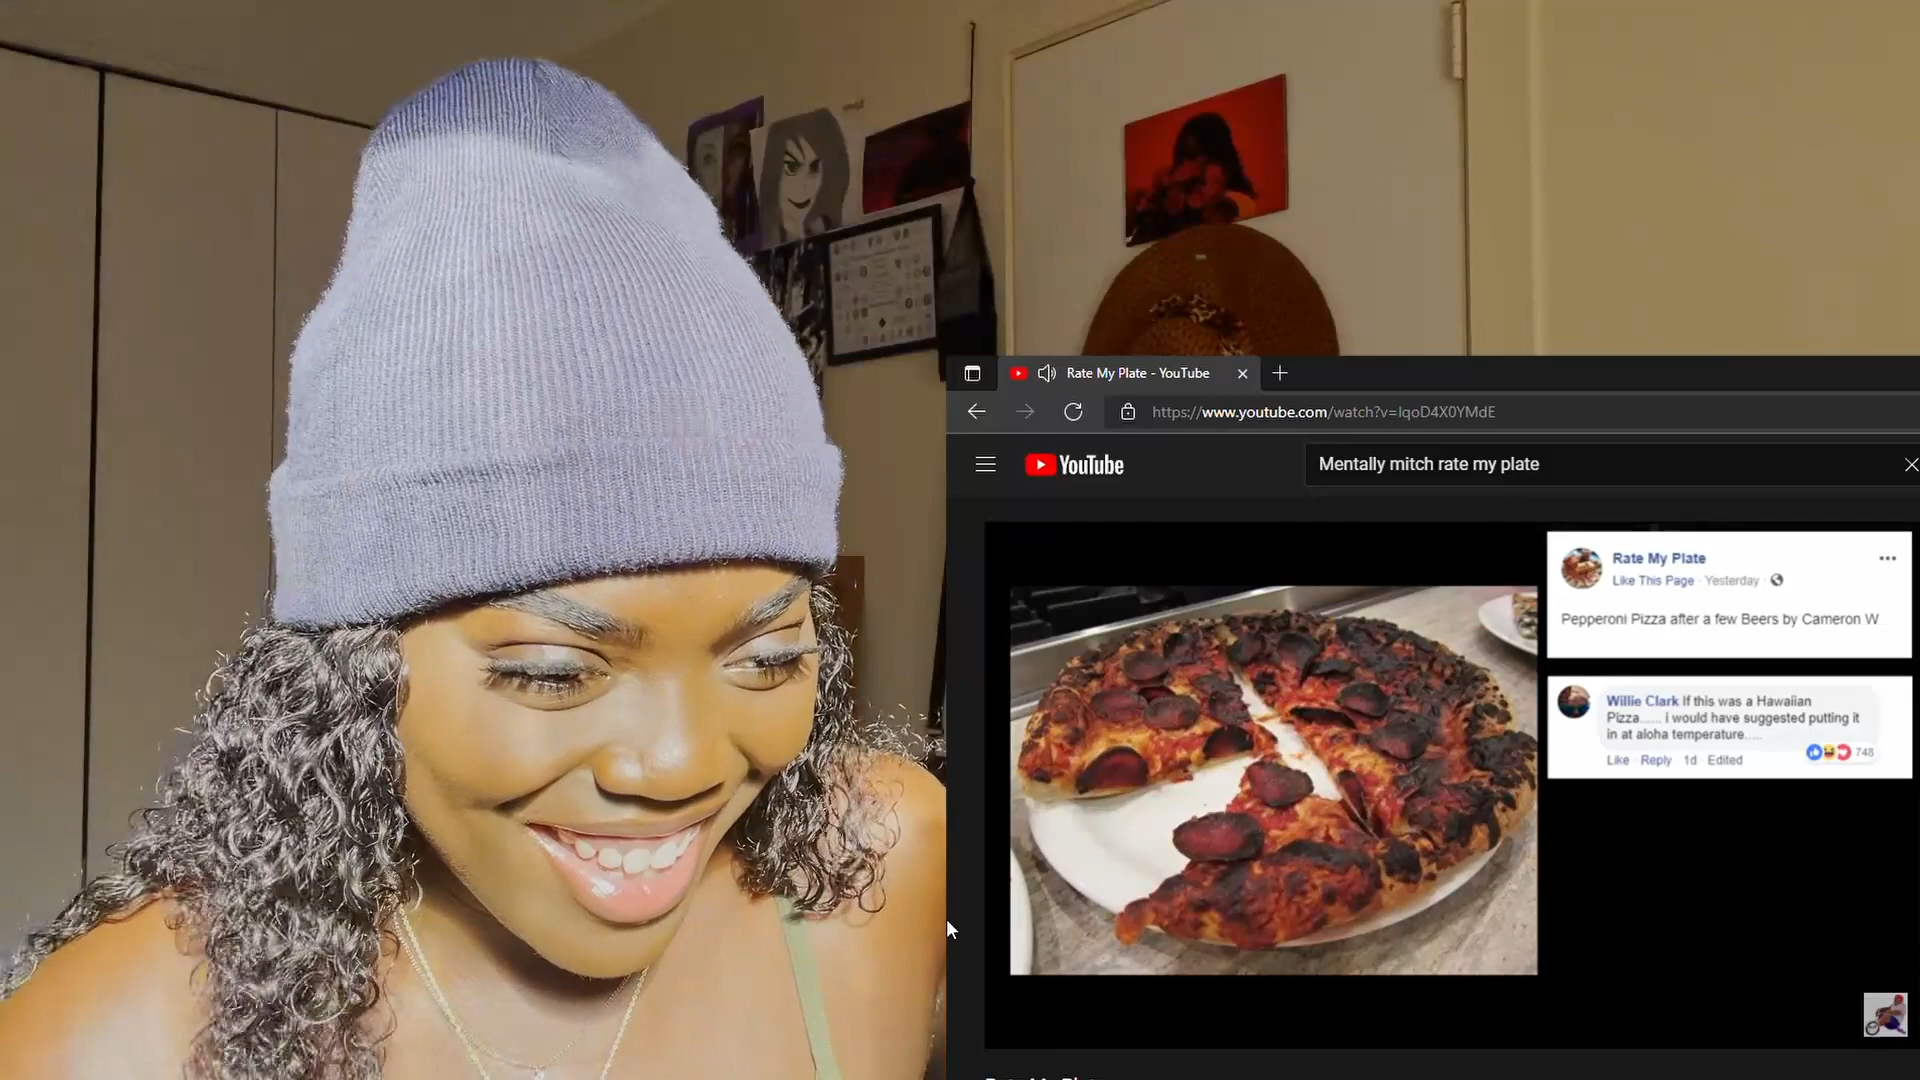 Rate My Plate - YouTube
https://www.youtube.com/watch?v=IqoD4X0YMdE
YouTube
Mentally mitch rate my plate
Rate My Plate
Like This Page · Yesterday ·
Pepperoni Pizza after a few Beers by Cameron W
Willie Clark If this was a Hawaiian
Pizza...... i would have suggested putting it
in at aloha temperature.....
748
Like · Reply · 1d · Edited